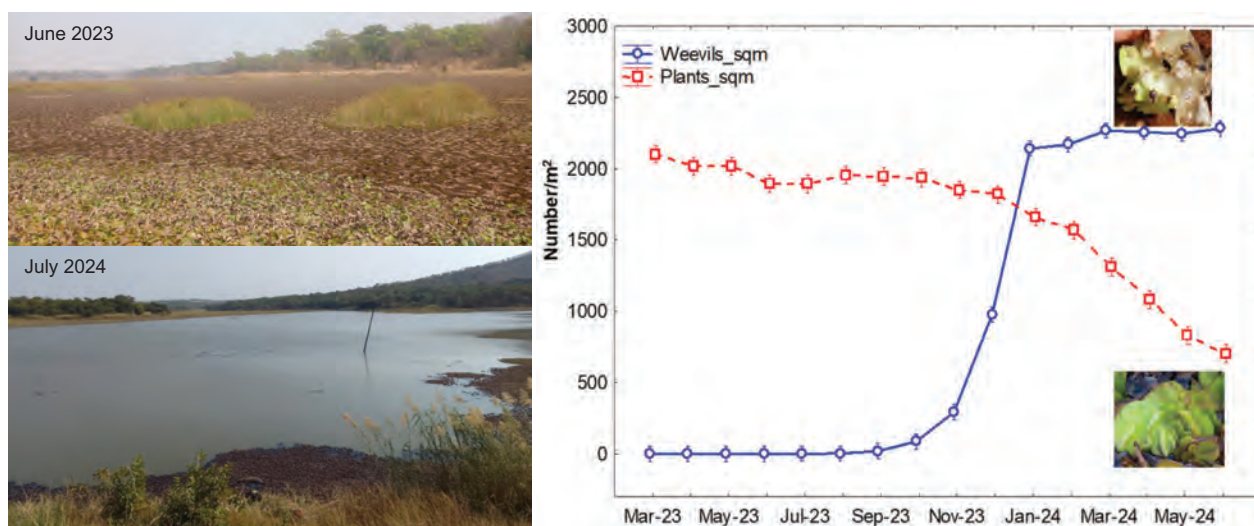 June 2023
July 2024
3000
2500
2000
1500
1000
500
0
Number/m²
Weevils_sqm
Plants_sqm
Mar-23 May-23 Jul-23 Sep-23 Nov-23 Jan-24 Mar-24 May-24